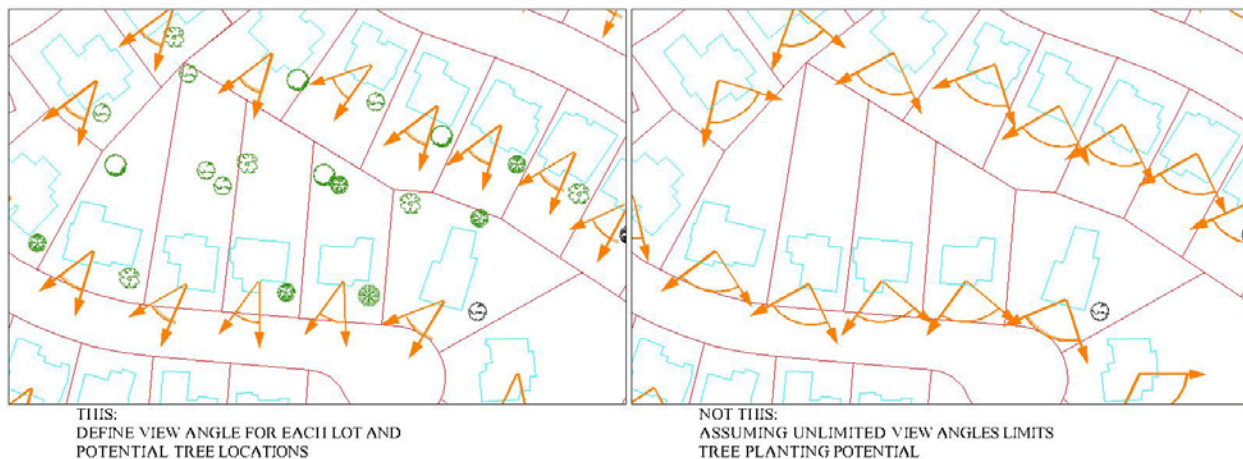 THIS:
DEFINE VIEW ANGLE FOR EACH LOT AND
POTENTIAL TREE LOCATIONS
NOT THIS:
ASSUMING UNLIMITED VIEW ANGLES LIMITS
TREE PLANTING POTENTIAL